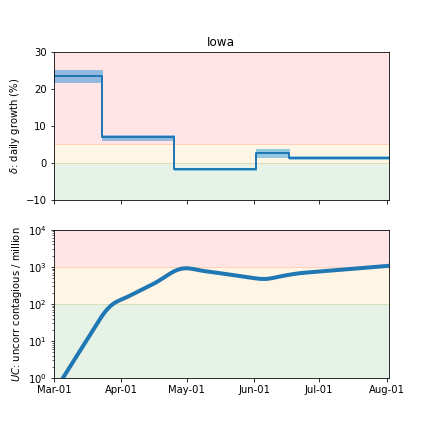 Iowa
30
20
10
0
−10
δ: daily growth (%)
10⁴
10³
10²
10¹
10⁰
UC: uncorr contagious / million
Mar-01 Apr-01 May-01 Jun-01 Jul-01 Aug-01